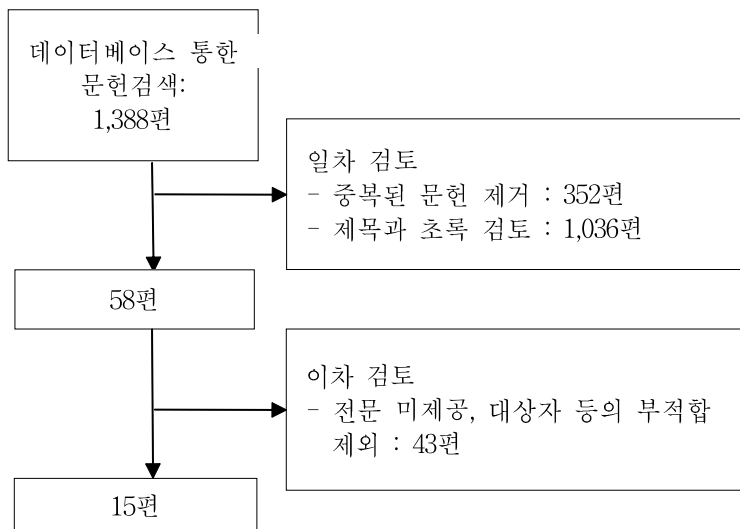 데이터베이스 통한
문헌검색:
1,388편
일차 검토
- 중복된 문헌 제거 : 352편
- 제목과 초록 검토 : 1,036편
58편
이차 검토
- 전문 미제공, 대상자 등의 부적합
제외 : 43편
15편